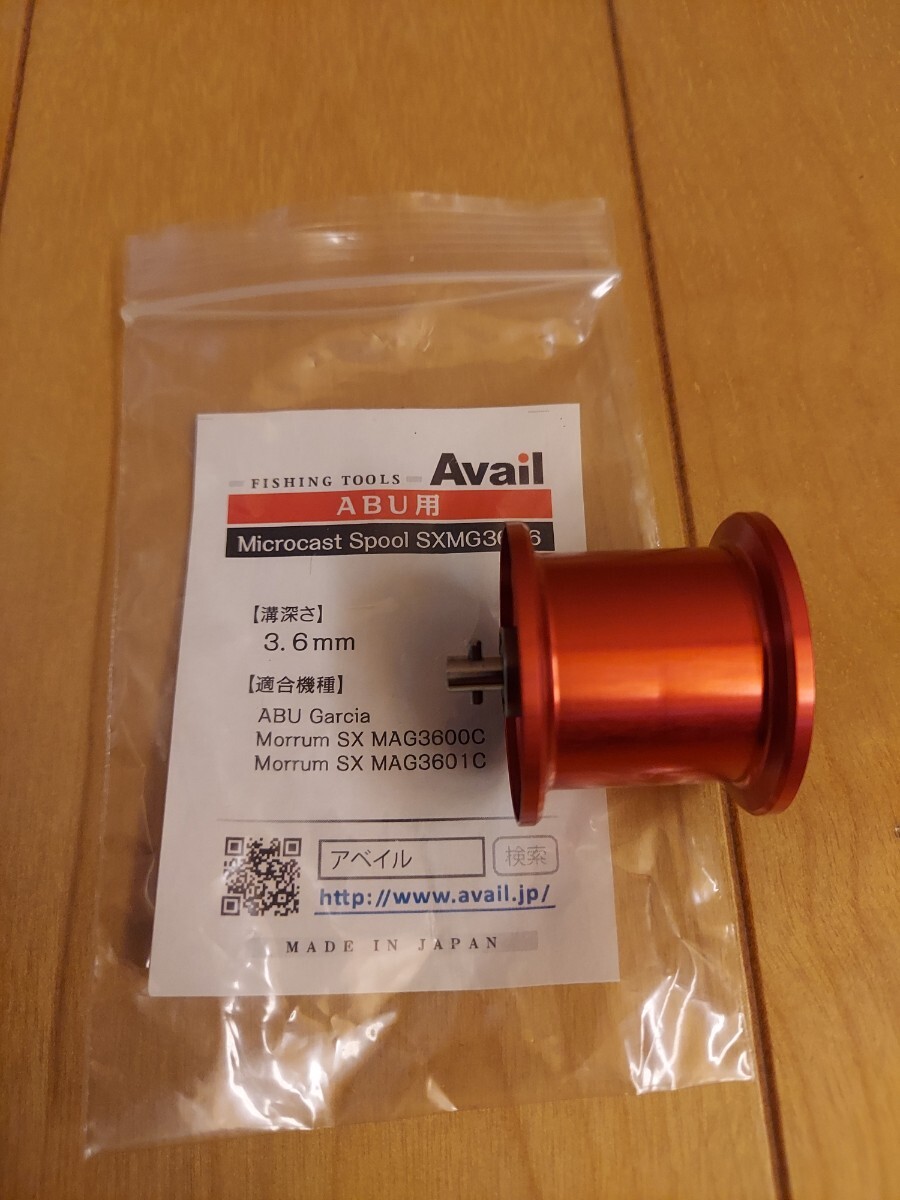 FISHING TOOLS Avail
ABU用
Microcast Spool
【溝深さ】
3.6mm
【適合機種】
ABU Garcia
Morrum SX MAG3600C
Morrum SX MAG3601C
アベイル 検索
http://www.avail.jp/
MADE IN JAPAN